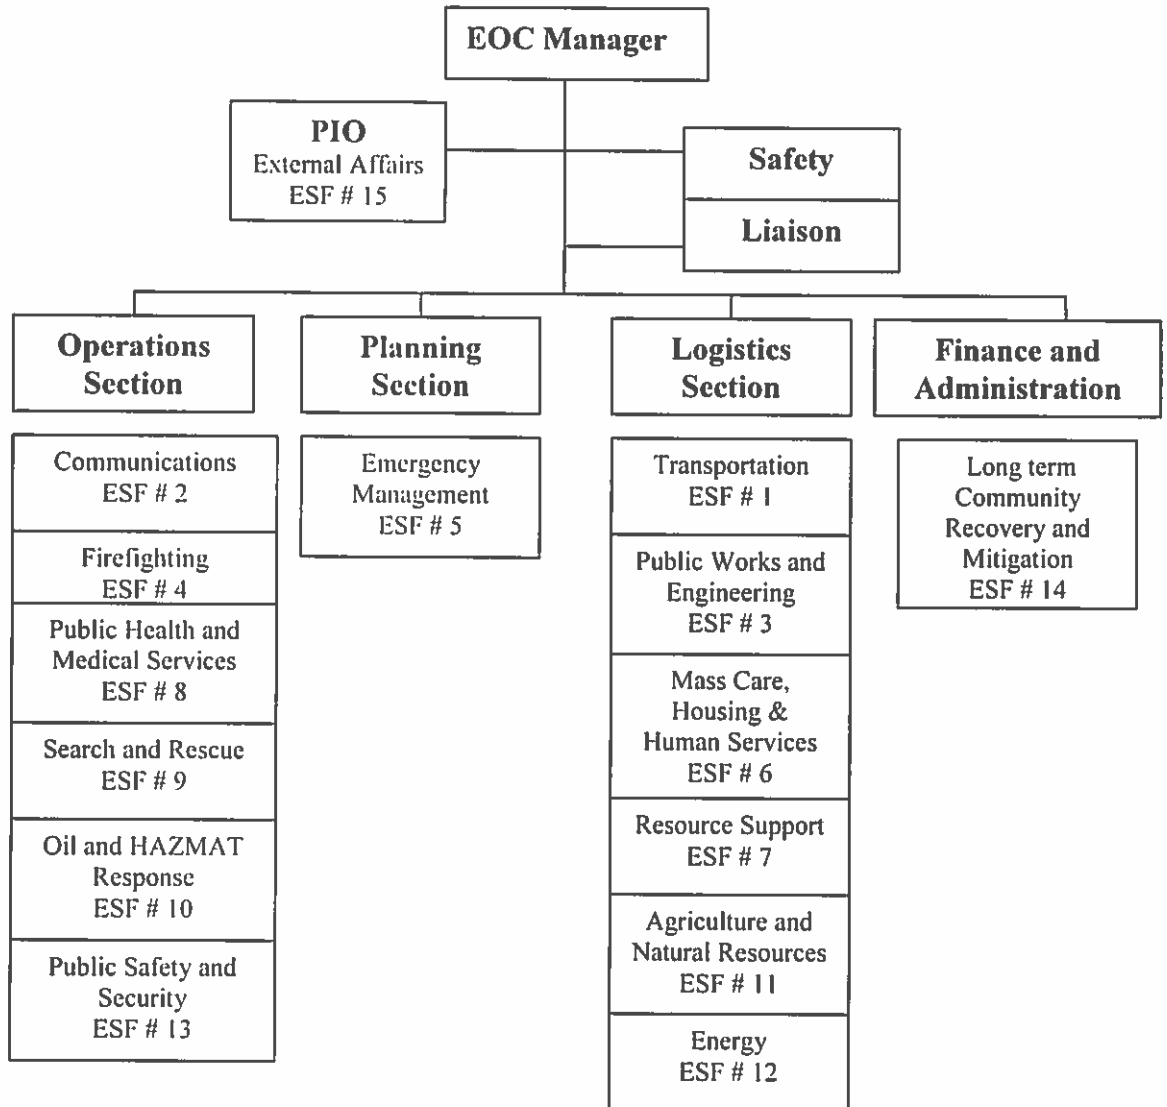 EOC Manager
PIO
External Affairs
ESF # 15
Safety
Liaison
Operations
Section
Planning
Section
Logistics
Section
Finance and
Administration
Communications
ESF # 2
Firefighting
ESF # 4
Public Health and
Medical Services
ESF # 8
Search and Rescue
ESF # 9
Oil and HAZMAT
Response
ESF # 10
Public Safety and
Security
ESF # 13
Emergency
Management
ESF # 5
Transportation
ESF # 1
Public Works and
Engineering
ESF # 3
Mass Care,
Housing &
Human Services
ESF # 6
Resource Support
ESF # 7
Agriculture and
Natural Resources
ESF # 11
Energy
ESF # 12
Long term
Community
Recovery and
Mitigation
ESF # 14